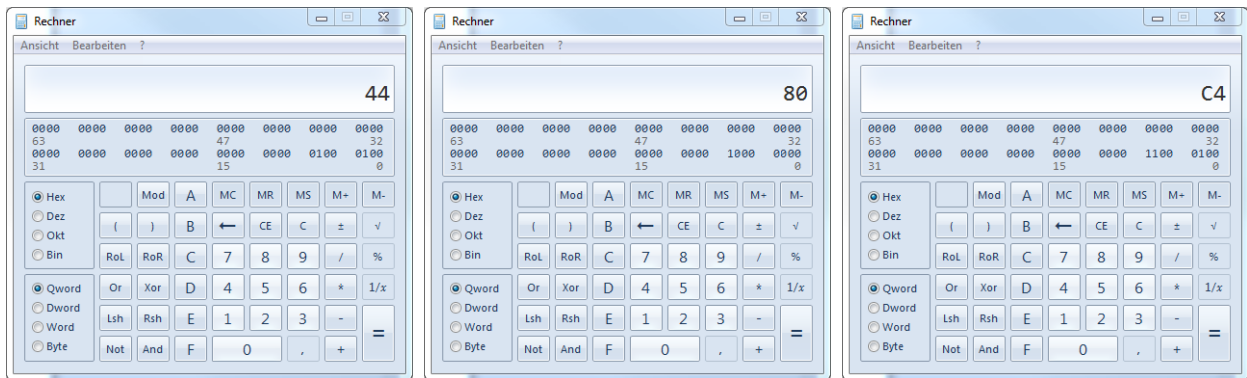 Rechner
Ansicht Bearbeiten ?
44
0000 0000 0000 0000 0000 0000 0000 0000
63 47 32
0000 0000 0000 0000 0000 0000 0100 0100
31 15 0
Hex Mod A MC MR MS M+ M-
Dez
Okt
Bin
( ) B ← CE C ± √
RoL RoR C 7 8 9 / %
Qword Or Xor D 4 5 6 * 1/x
Dword
Word
Byte
Lsh Rsh E 1 2 3 - =
Not And F 0 , +
Rechner
Ansicht Bearbeiten ?
80
0000 0000 0000 0000 0000 0000 0000 0000
63 47 32
0000 0000 0000 0000 0000 0000 1000 0000
31 15 0
Hex Mod A MC MR MS M+ M-
Dez
Okt
Bin
( ) B ← CE C ± √
RoL RoR C 7 8 9 / %
Qword Or Xor D 4 5 6 * 1/x
Dword
Word
Byte
Lsh Rsh E 1 2 3 - =
Not And F 0 , +
Rechner
Ansicht Bearbeiten ?
C4
0000 0000 0000 0000 0000 0000 0000 0000
63 47 32
0000 0000 0000 0000 0000 0000 1100 0100
31 15 0
Hex Mod A MC MR MS M+ M-
Dez
Okt
Bin
( ) B ← CE C ± √
RoL RoR C 7 8 9 / %
Qword Or Xor D 4 5 6 * 1/x
Dword
Word
Byte
Lsh Rsh E 1 2 3 - =
Not And F 0 , +